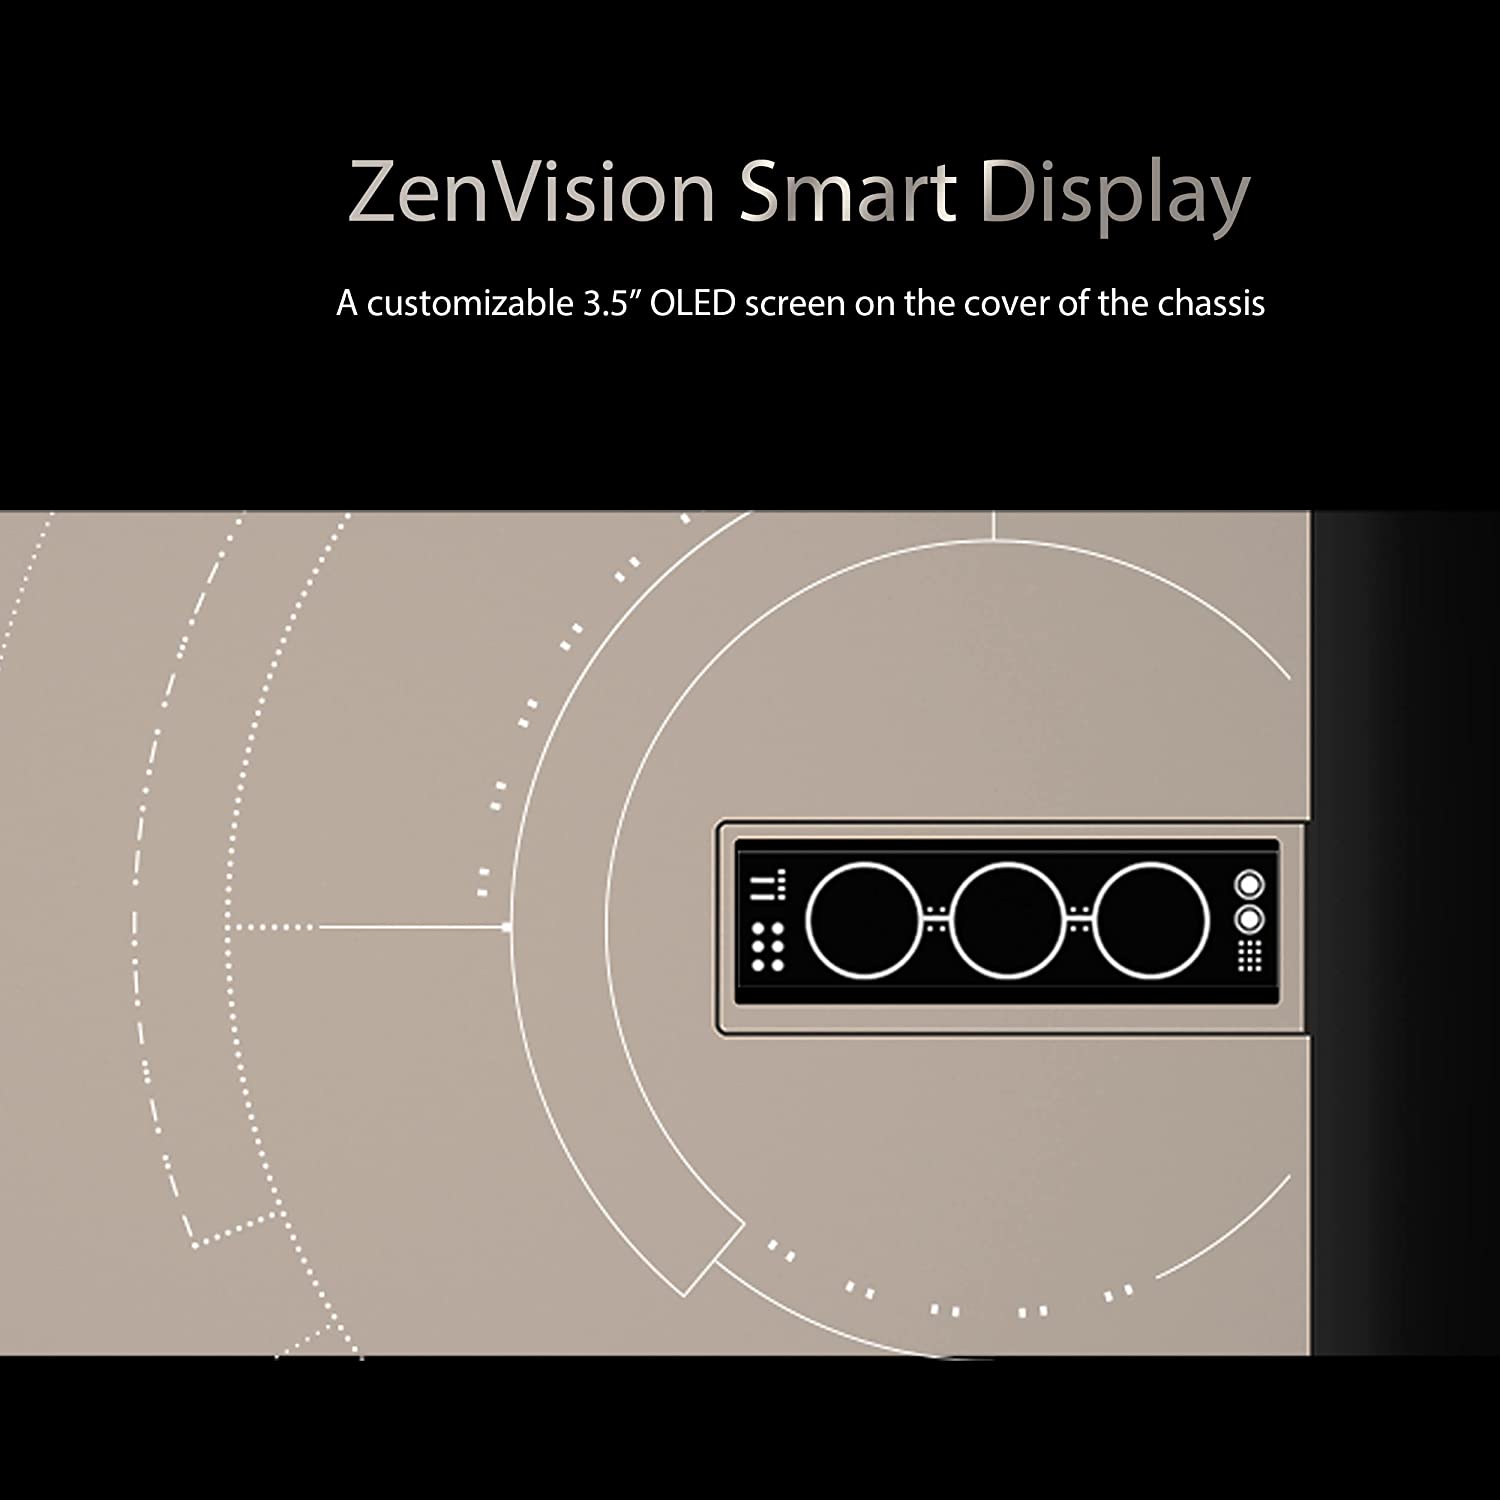 ZenVision Smart Display
A customizable 3.5” OLED screen on the cover of the chassis